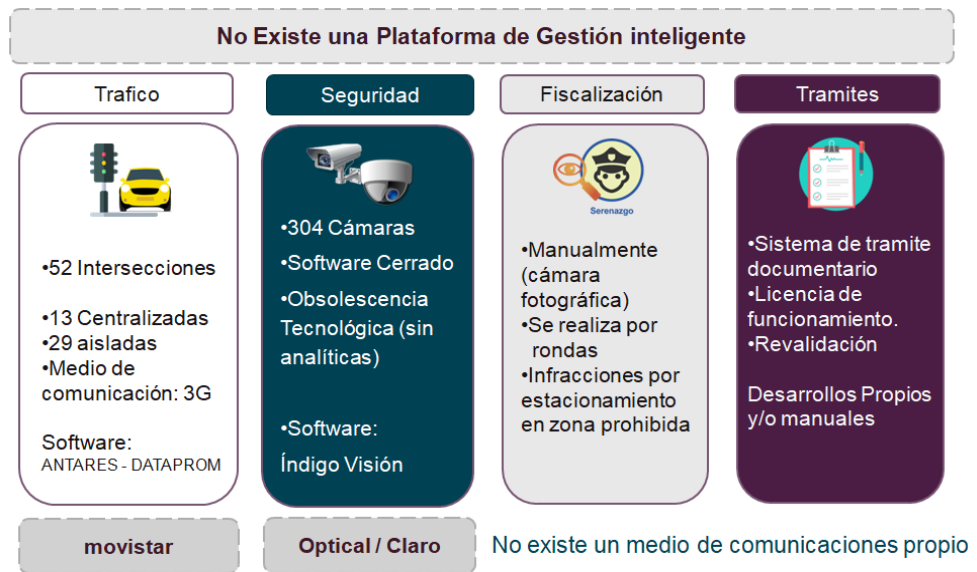 No Existe una Plataforma de Gestión inteligente
Trafico
•52 Intersecciones
•13 Centralizadas
•29 aisladas
•Medio de
comunicación: 3G
Software:
ANTARES - DATAPROM
movistar
Seguridad
•304 Cámaras
•Software Cerrado
•Obsolescencia
Tecnológica (sin
analíticas)
•Software:
Índigo Visión
Optical / Claro
Fiscalización
Serenazgo
•Manualmente
(cámara
fotográfica)
•Se realiza por
rondas
•Infracciones por
estacionamiento
en zona prohibida
Tramites
•Sistema de tramite
documentario
•Licencia de
funcionamiento.
•Revalidación
Desarrollos Propios
y/o manuales
No existe un medio de comunicaciones propio